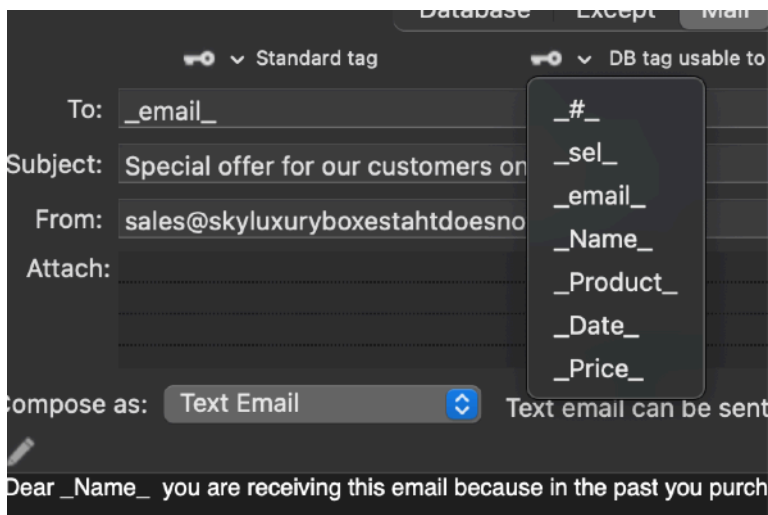 Database Except Mail
Standard tag DB tag usable to
To: _email_
_#_
_sel_
Subject: Special offer for our customers on
_email_
From: sales@skyluxuryboxestahtdoesno
_Name_
Attach:
_Product_
_Date_
_Price_
Compose as: Text Email Text email can be sent
Dear _Name_ you are receiving this email because in the past you purch